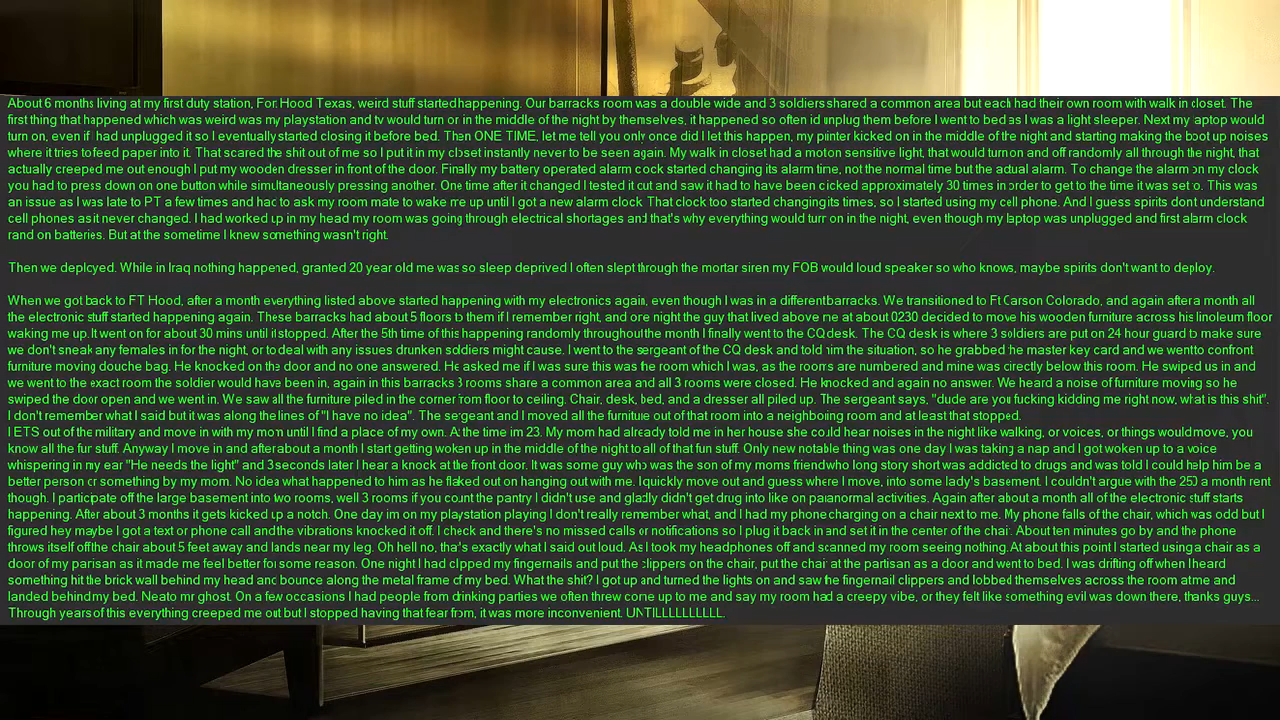 About 6 months living at my first duty station, For Hood Texas, weird stuff started happening. Our barracks room was a double wide and 3 soldiers shared a common area but each had their own room with walk in closet. The
first thing that happened which was weird was my playstation and tv would turn or in the middle of the night by themselves, it happened so often id unplug them before I went to bed as I was a light sleeper. Next my laptop would
turn on, even if I had unplugged it so I eventually started closing it before bed. Then ONE TIME, let me tell you only once did I let this happen, my printer kicked on in the middle of the night and starting making the boot up noises
where it tries to feed paper into it. That scared the shit out of me so I put it in my closet instantly never to be seen again. My walk in closet had a motion sensitive light, that would turn on and off randomly all through the night, that
actually creeped me out enough I put my wooden dresser in front of the door. Finally my battery operated alarm clock started changing its alarm time, not the normal time but the actual alarm. To change the alarm on my clock
you had to press down on one button while simultaneously pressing another. One time after it changed I tested it out and saw it had to have been clicked approximately 30 times in order to get to the time it was set to. This was
an issue as I was late to PT a few times and had to ask my room mate to wake me up until I got a new alarm clock. That clock too started changing its times, so I started using my cell phone. And I guess spirits dont understand
cell phones as it never changed. I had worked up in my head my room was going through electrical shortages and that's why everything would turr on in the night, even though my laptop was unplugged and first alarm clock
rand on batteries. But at the sometime I knew something wasn't right.
Then we deployed. While in Iraq nothing happened, granted 20 year old me was so sleep deprived I often slept through the mortar siren my FOB would loud speaker so who knows, maybe spirits don't want to deploy.
When we got back to FT Hood, after a month everything listed above started happening with my electronics again, even though I was in a different barracks. We transitioned to Ft Carson Colorado, and again after a month all
the electronic stuff started happening again. These barracks had about 5 floors to them if I remember right, and one night the guy that lived above me at about 0230 decided to move his wooden furniture across his linoleum floor
waking me up. It went on for about 30 mins until it stopped. After the 5th time of this happening randomly throughout the month I finally went to the CQ desk. The CQ desk is where 3 soldiers are put on 24 hour guard to make sure
we don't sneak any females in for the night, or to deal with any issues drunken soldiers might cause. I went to the sergeant of the CQ desk and told him the situation, so he grabbed he master key card and we went to confront
furniture moving douche bag. He knocked on the door and no one answered. He asked me if I was sure this was the room which I was, as the rooms are numbered and mine was directly below this room. He swiped us in and
we went to the exact room the soldier would have been in, again in this barracks 3 rooms share a common area and all 3 rooms were closed. He knocked and again no answer. We heard a noise of furniture moving so he
swiped the door open and we went in. We saw all the furniture piled in the corner from floor to ceiling. Chair, desk, bed, and a dresser all piled up. The sergeant says, "dude are you fucking kidding me right now, what is this shit".
I don't remember what I said but it was along the lines of "I have no idea". The sergeant and I moved all the furniture out of that room into a neighboring room and at least that stopped.
I ETS out of the military and move in with my mom until I find a place of my own. At the time im 23. My mom had already told me in her house she could hear noises in the night like walking, or voices, or things would move, you
know all the fur stuff. Anyway I move in and after about a month I start getting woken up in the middle of the night to all of that fun stuff. Only new notable thing was one day I was taking a nap and I got woken up to a voice
whispering in my ear "He needs the light" and 3 seconds later I hear a knock at the front door. It was some guy who was the son of my moms friend who long story short was addicted to drugs and was told I could help him be a
better person or something by my mom. No idea what happened to him as he flaked out on hanging out with me. I quickly move out and guess where I move, into some lady's basement. I couldn't argue with the 250 a month rent
though. I participate off the large basement into two rooms, well 3 rooms if you count the pantry I didn't use and gladly didn't get drug into like on paranormal activities. Again after about a month all of the electronic stuff starts
happening. After about 3 months it gets kicked up a notch. One day im on my playstation playing I don't really remember what, and I had my phone charging on a chair next to me. My phone falls of the chair, which was odd but I
figured hey maybe I got a text or phone call and the vibrations knocked it off. I check and there's no missed calls or notifications so I plug it back in and set it in the center of the chair. About ten minutes go by and the phone
throws itself off the chair about 5 feet away and lands near my leg. Oh hell no, tha's exactly what I said out loud. As I took my headphones off and scanned my room seeing nothing. At about this point I started using a chair as a
door of my parisan as it made me feel better for some reason. One night I had clipped my fingernails and put the clippers on the chair, put the chair at the partisan as a door and went to bed. I was drifting off when I heard
something hit the brick wall behind my head and bounce along the metal frame of my bed. What the shit? I got up and turned the lights on and saw the fingernail clippers and lobbed themselves across the room at me and
landed behind my bed. Neato mr ghost. On a few occasions I had people from drinking parties we often threw come up to me and say my room had a creepy vibe, or they felt like something evil was down there, thanks guys...
Through years of this everything creeped me out but I stopped having that fear from, it was more inconvenient. UNTILLLLLLLLLL.